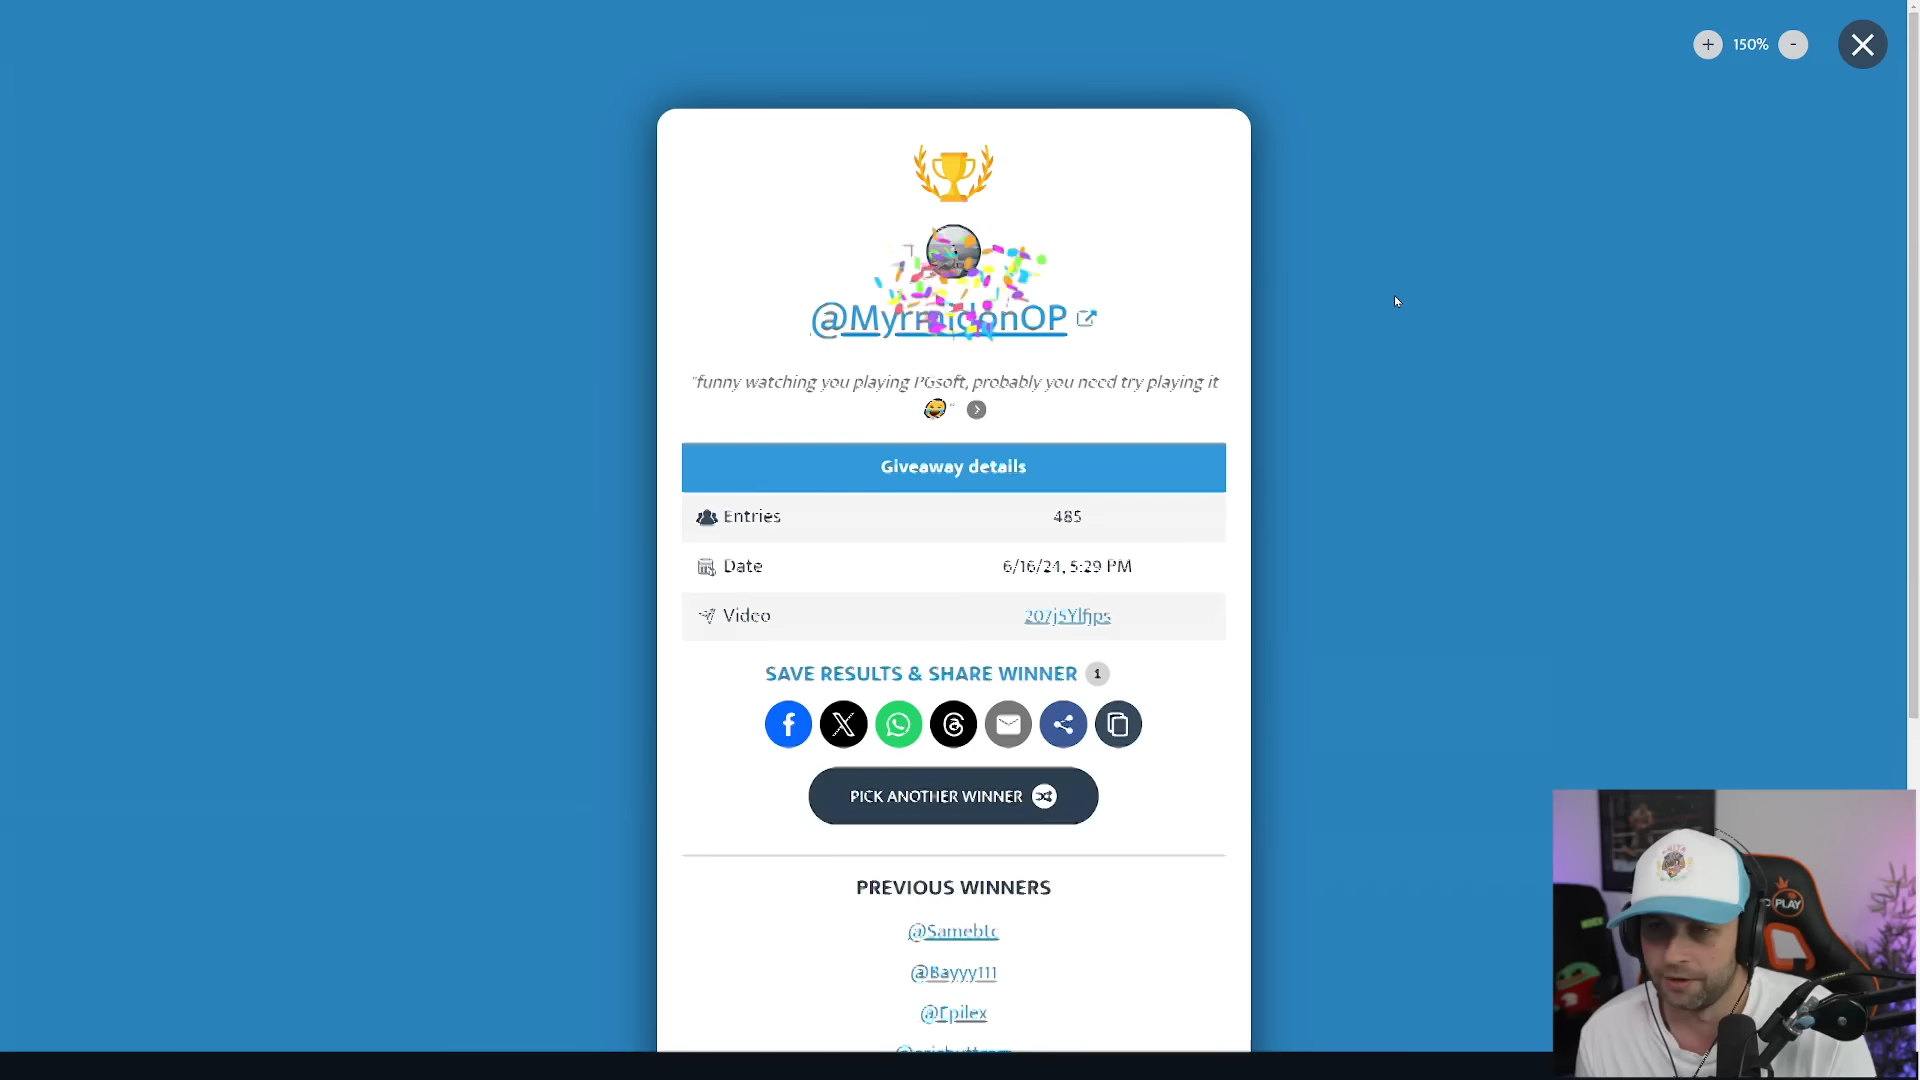 + 150% -
@MyrmidonOP
"funny watching you playing PGsoft, probably you need try playing it
😂"
Giveaway details
Entries 485
Date 6/16/24, 5:29 PM
Video 207j5Ylfjps
SAVE RESULTS & SHARE WINNER 1
PICK ANOTHER WINNER
PREVIOUS WINNERS
@Samebtc
@Bayyy111
@Epilex
PLAY